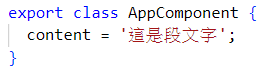 export class AppComponent {
  content = '這是段文字';
}